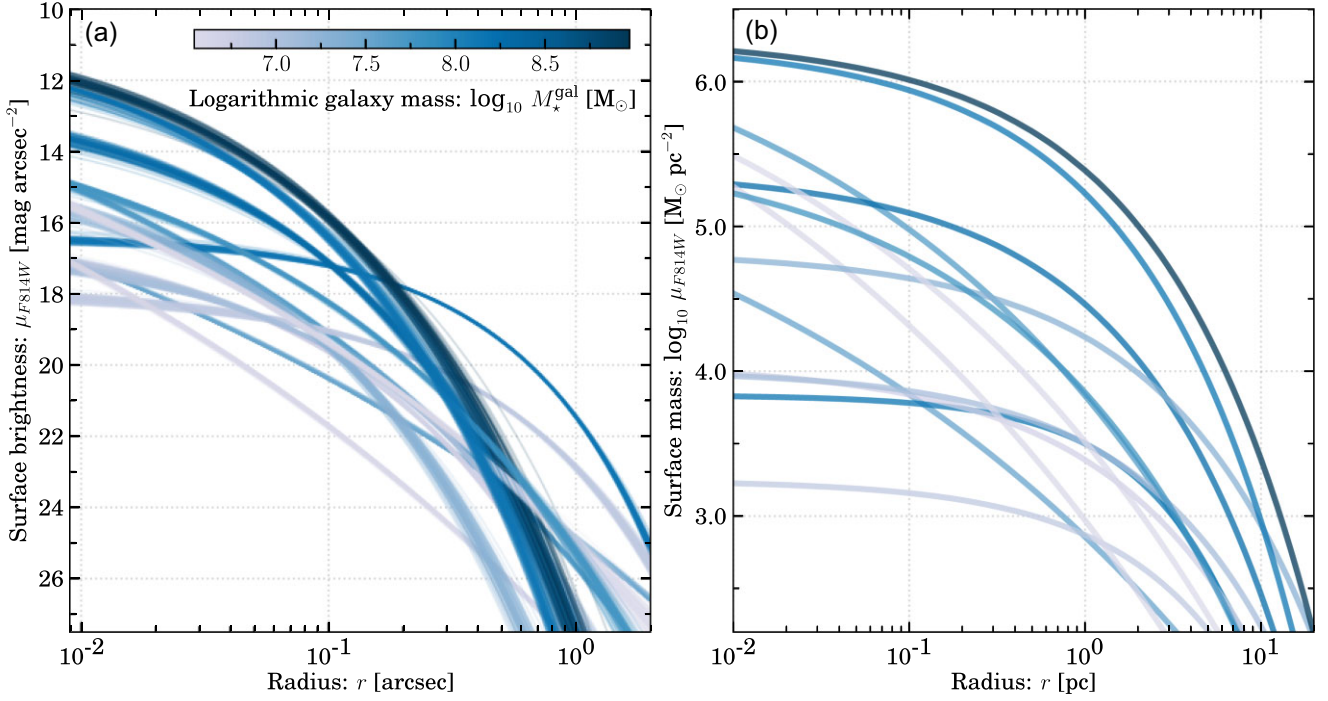 (a)
7.0 7.5 8.0 8.5
Logarithmic galaxy mass: log₁₀ M⋆^gal [M⊙]
Surface brightness: μF814W [mag arcsec⁻²]
10
12
14
16
18
20
22
24
26
10⁻² 10⁻¹ 10⁰
Radius: r [arcsec]
(b)
Surface mass: log₁₀ μF814W [M⊙ pc⁻²]
6.0
5.0
4.0
3.0
10⁻² 10⁻¹ 10⁰ 10¹
Radius: r [pc]